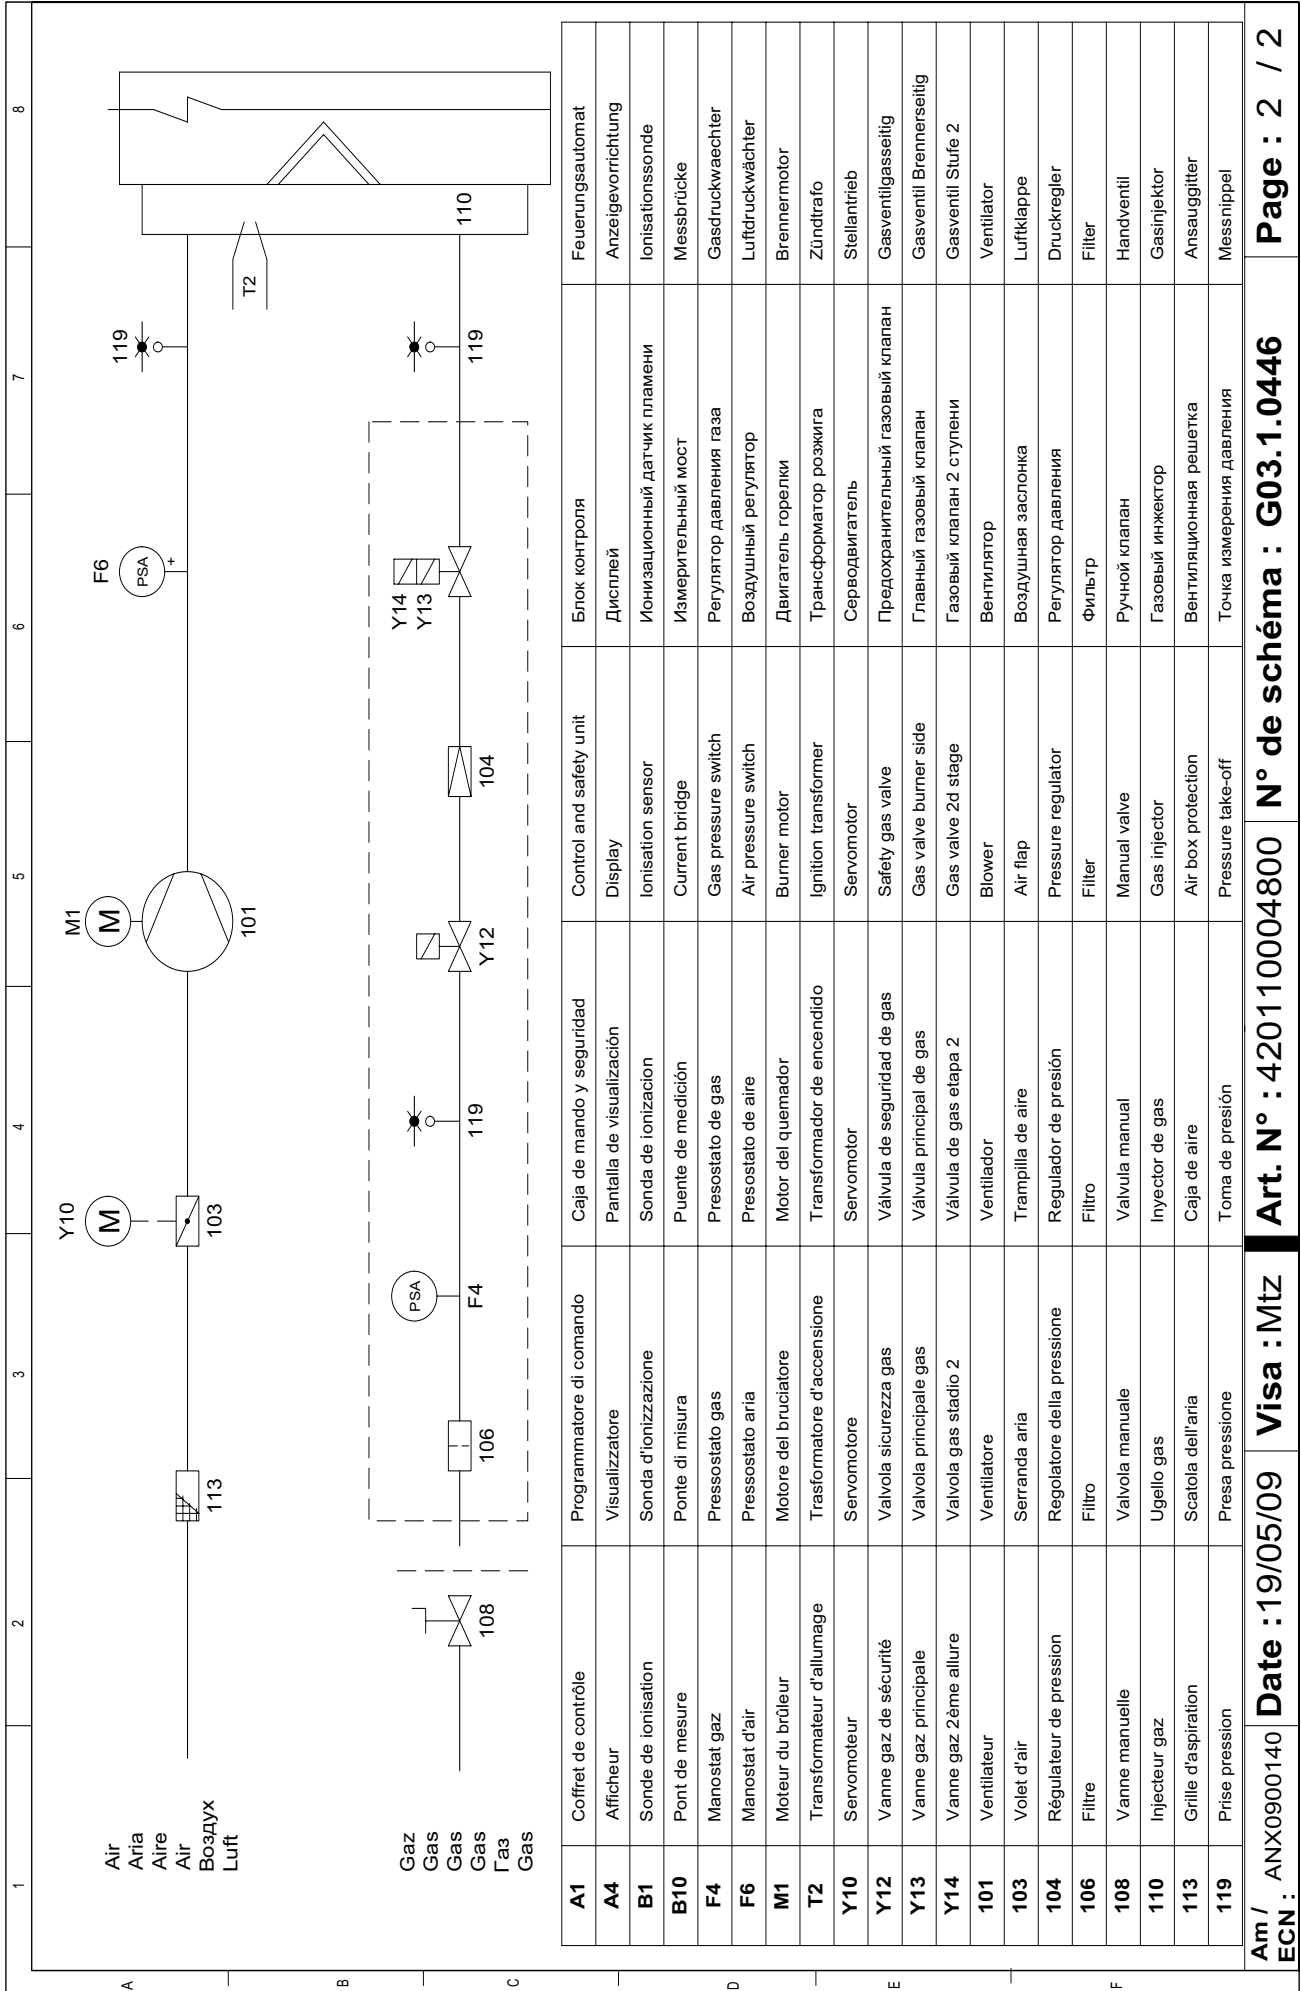 1 2 3 4 5 6 7 8
A
B
C
D
E
F
Air
Aria
Aire
Air
Воздух
Luft
113
Y10
M
103
M1
M
101
F6
PSA
+
119
T2
110
Gaz
Gas
Gas
Gas
Газ
Gas
108
106
PSA
F4
119
Y12
104
Y14
Y13
119
A1 Coffret de contrôle Programmatore di comando Caja de mando y seguridad Control and safety unit Блок контроля Feuerungsautomat
A4 Afficheur Visualizzatore Pantalla de visualización Display Дисплей Anzeigevorrichtung
B1 Sonde de ionisation Sonda d'ionizzazione Sonda de ionizacion Ionisation sensor Ионизационный датчик пламени Ionisationssonde
B10 Pont de mesure Ponte di misura Puente de medición Current bridge Измерительный мост Messbrücke
F4 Manostat gaz Pressostato gas Presostato de gas Gas pressure switch Регулятор давления газа Gasdruckwaechter
F6 Manostat d'air Pressostato aria Presostato de aire Air pressure switch Воздушный регулятор Luftdruckwächter
M1 Moteur du brûleur Motore del bruciatore Motor del quemador Burner motor Двигатель горелки Brennermotor
T2 Transformateur d'allumage Trasformatore d'accensione Transformador de encendido Ignition transformer Трансформатор розжига Zündtrafo
Y10 Servomoteur Servomotore Servomotor Servomotor Серводвигатель Stellantrieb
Y12 Vanne gaz de sécurité Valvola sicurezza gas Válvula de seguridad de gas Safety gas valve Предохранительный газовый клапан Gasventilgasseitig
Y13 Vanne gaz principale Valvola principale gas Válvula principal de gas Gas valve burner side Главный газовый клапан Gasventil Brennerseitig
Y14 Vanne gaz 2ème allure Valvola gas stadio 2 Válvula de gas etapa 2 Gas valve 2d stage Газовый клапан 2 ступени Gasventil Stufe 2
101 Ventilateur Ventilatore Ventilador Blower Вентилятор Ventilator
103 Volet d'air Serranda aria Trampilla de aire Air flap Воздушная заслонка Luftklappe
104 Régulateur de pression Regolatore della pressione Regulador de presión Pressure regulator Регулятор давления Druckregler
106 Filtre Filtro Filtro Filter Фильтр Filter
108 Vanne manuelle Valvola manuale Valvula manual Manual valve Ручной клапан Handventil
110 Injecteur gaz Ugello gas Inyector de gas Gas injector Газовый инжектор Gasinjektor
113 Grille d'aspiration Scatola dell'aria Caja de aire Air box protection Вентиляционная решетка Ansauggitter
119 Prise pression Presa pressione Toma de presión Pressure take-off Точка измерения давления Messnippel
Am / ECN : ANX0900140 Date : 19/05/09 Visa : Mtz Art. N° : 420110004800 N° de schéma : G03.1.0446 Page : 2 / 2